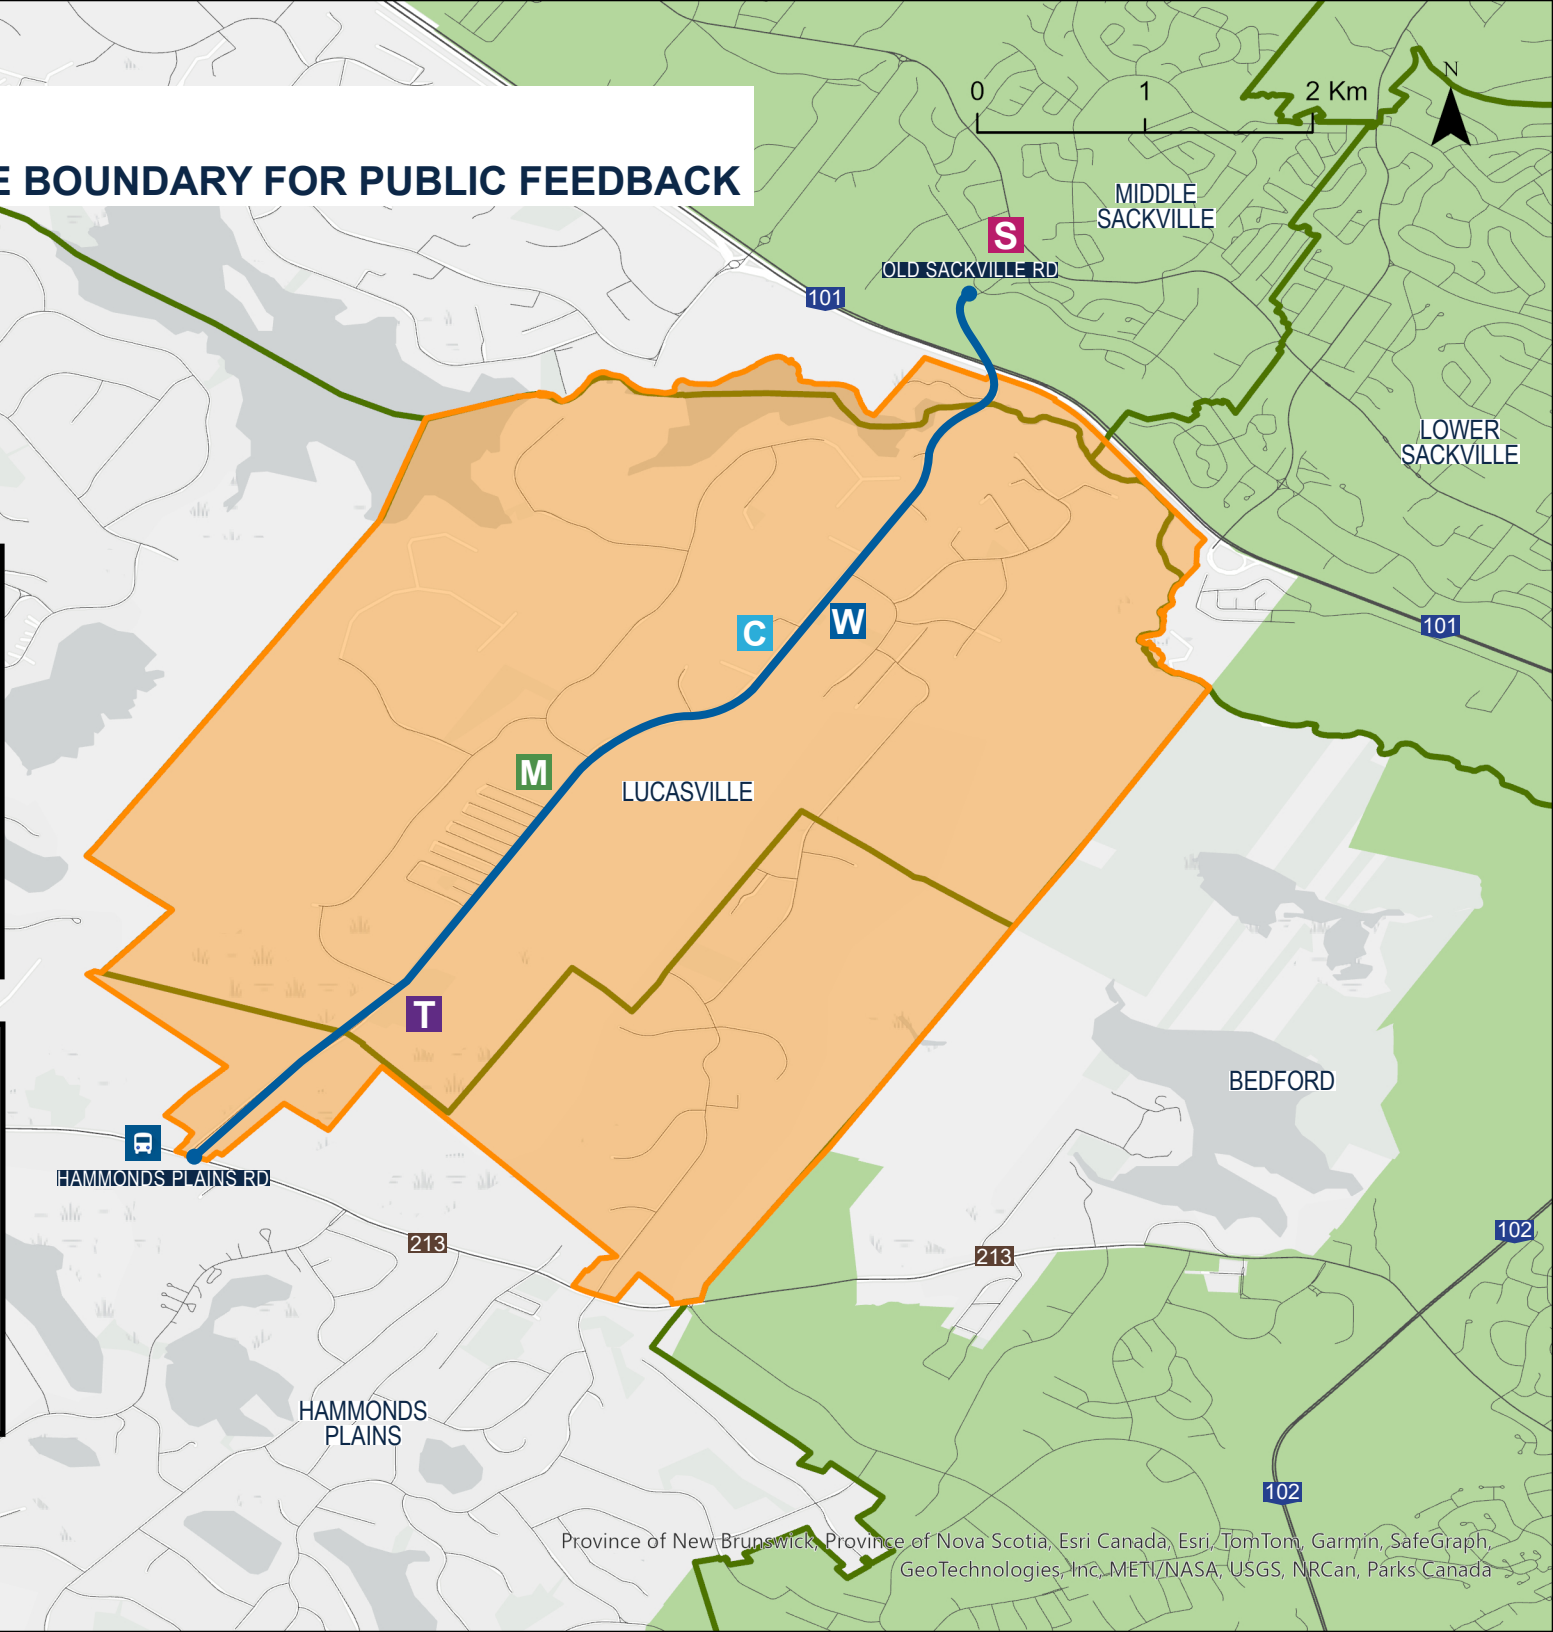 0 1 2 Km
N
E BOUNDARY FOR PUBLIC FEEDBACK
MIDDLE
SACKVILLE
S
OLD SACKVILLE RD
101
LOWER
SACKVILLE
101
C
W
M
LUCASVILLE
T
BEDFORD
HAMMONDS PLAINS RD
213
213
102
HAMMONDS
PLAINS
102
Province of New Brunswick, Province of Nova Scotia, Esri Canada, Esri, TomTom, Garmin, SafeGraph,
GeoTechnologies, Inc, METI/NASA, USGS, NRCan, Parks Canada